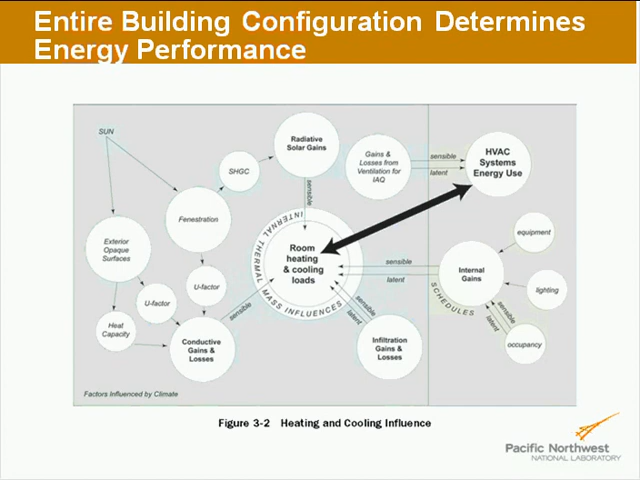 Entire Building Configuration Determines
Energy Performance
SUN
Radiative
Solar Gains
SHGC
Gains &
Losses from
Ventilation for
IAQ
sensible
latent
HVAC
Systems
Energy Use
Fenestration
sensible
Exterior
Opaque
Surfaces
INTERNAL THERMAL MASS INFLUENCES
Room
heating
& cooling
loads
sensible
latent
Internal
Gains
SCHEDULES
equipment
lighting
sensible
latent
occupancy
U-factor
U-factor
Heat
Capacity
Conductive
Gains &
Losses
sensible
sensible
latent
Infiltration
Gains &
Losses
Factors Influenced by Climate
Figure 3-2 Heating and Cooling Influence
Pacific Northwest
NATIONAL LABORATORY